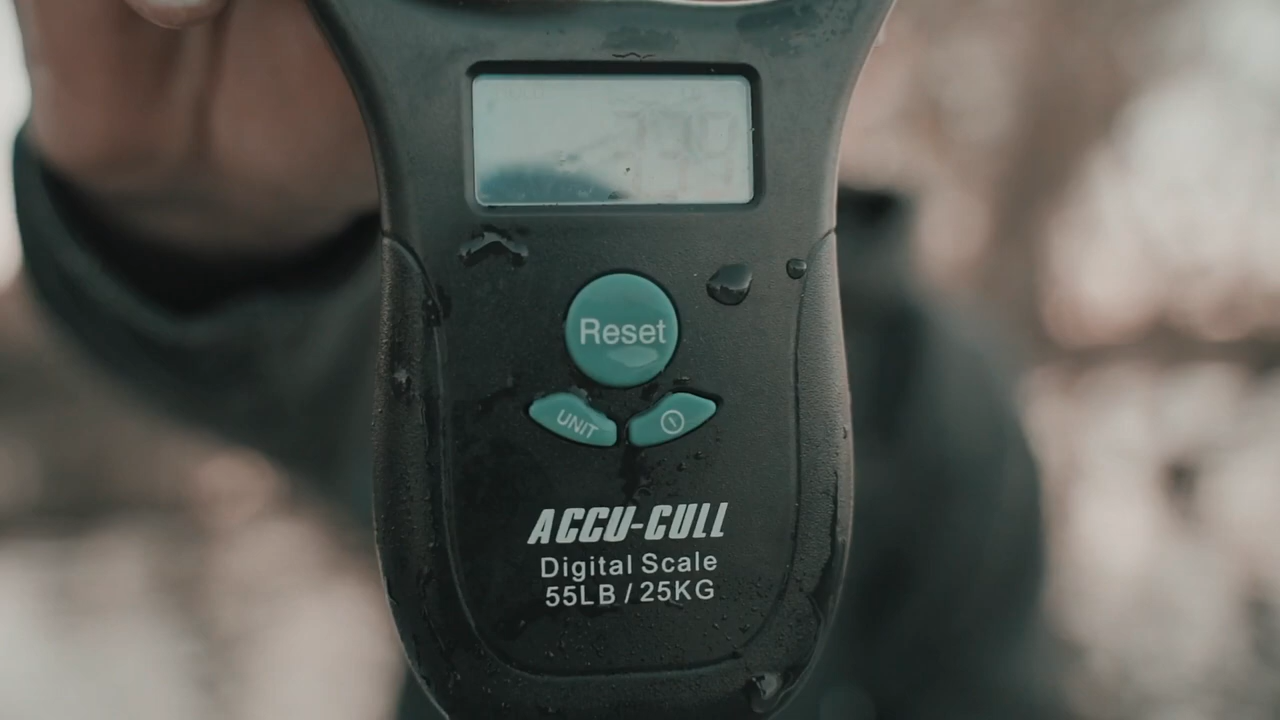 Reset
UNIT
ACCU-CULL
Digital Scale
55LB / 25KG